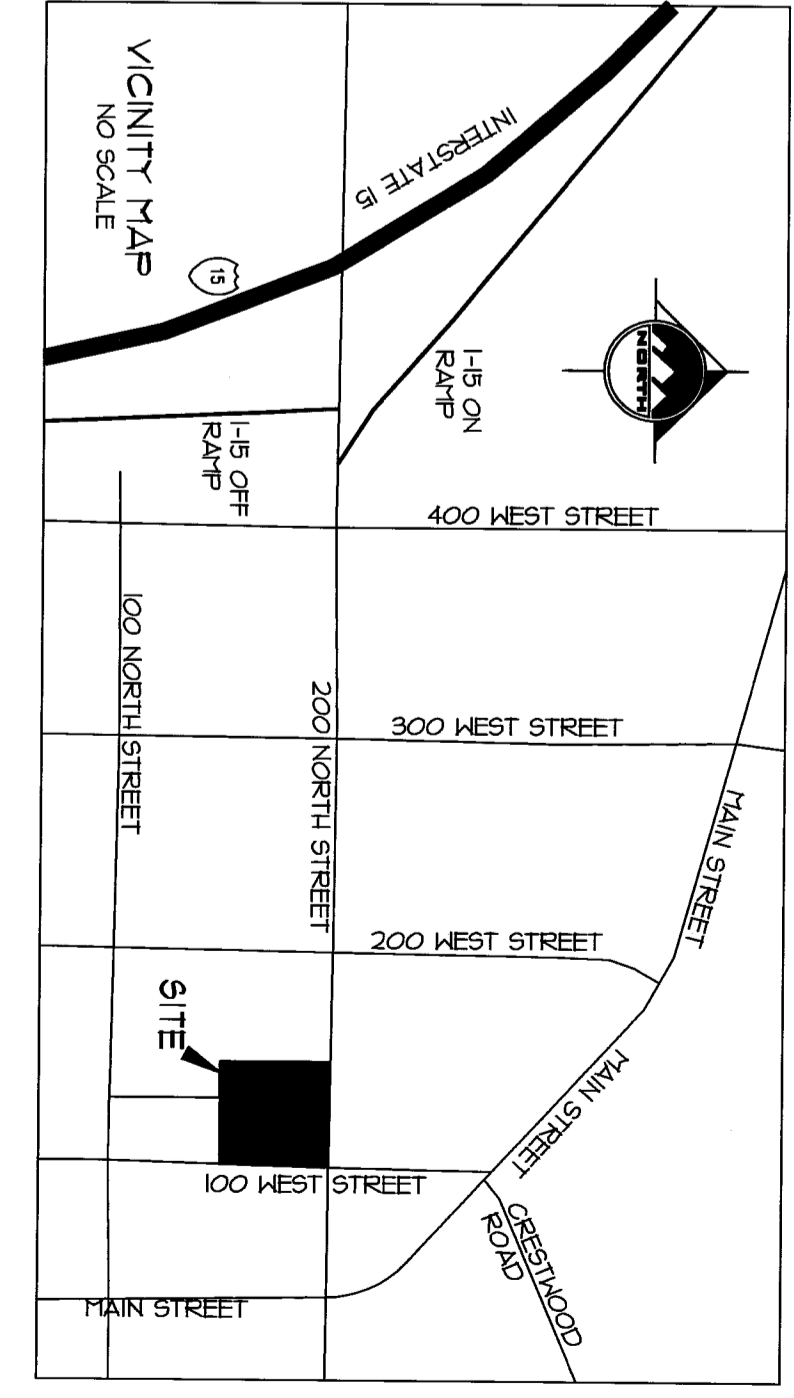 VICINITY MAP
NO SCALE
INTERSTATE 15
15
NORTH
I-15 ON
RAMP
I-15 OFF
RAMP
400 WEST STREET
100 NORTH STREET
200 NORTH STREET
300 WEST STREET
MAIN STREET
200 WEST STREET
SITE
MAIN STREET
100 WEST STREET
CRESTWOOD
ROAD
MAIN STREET